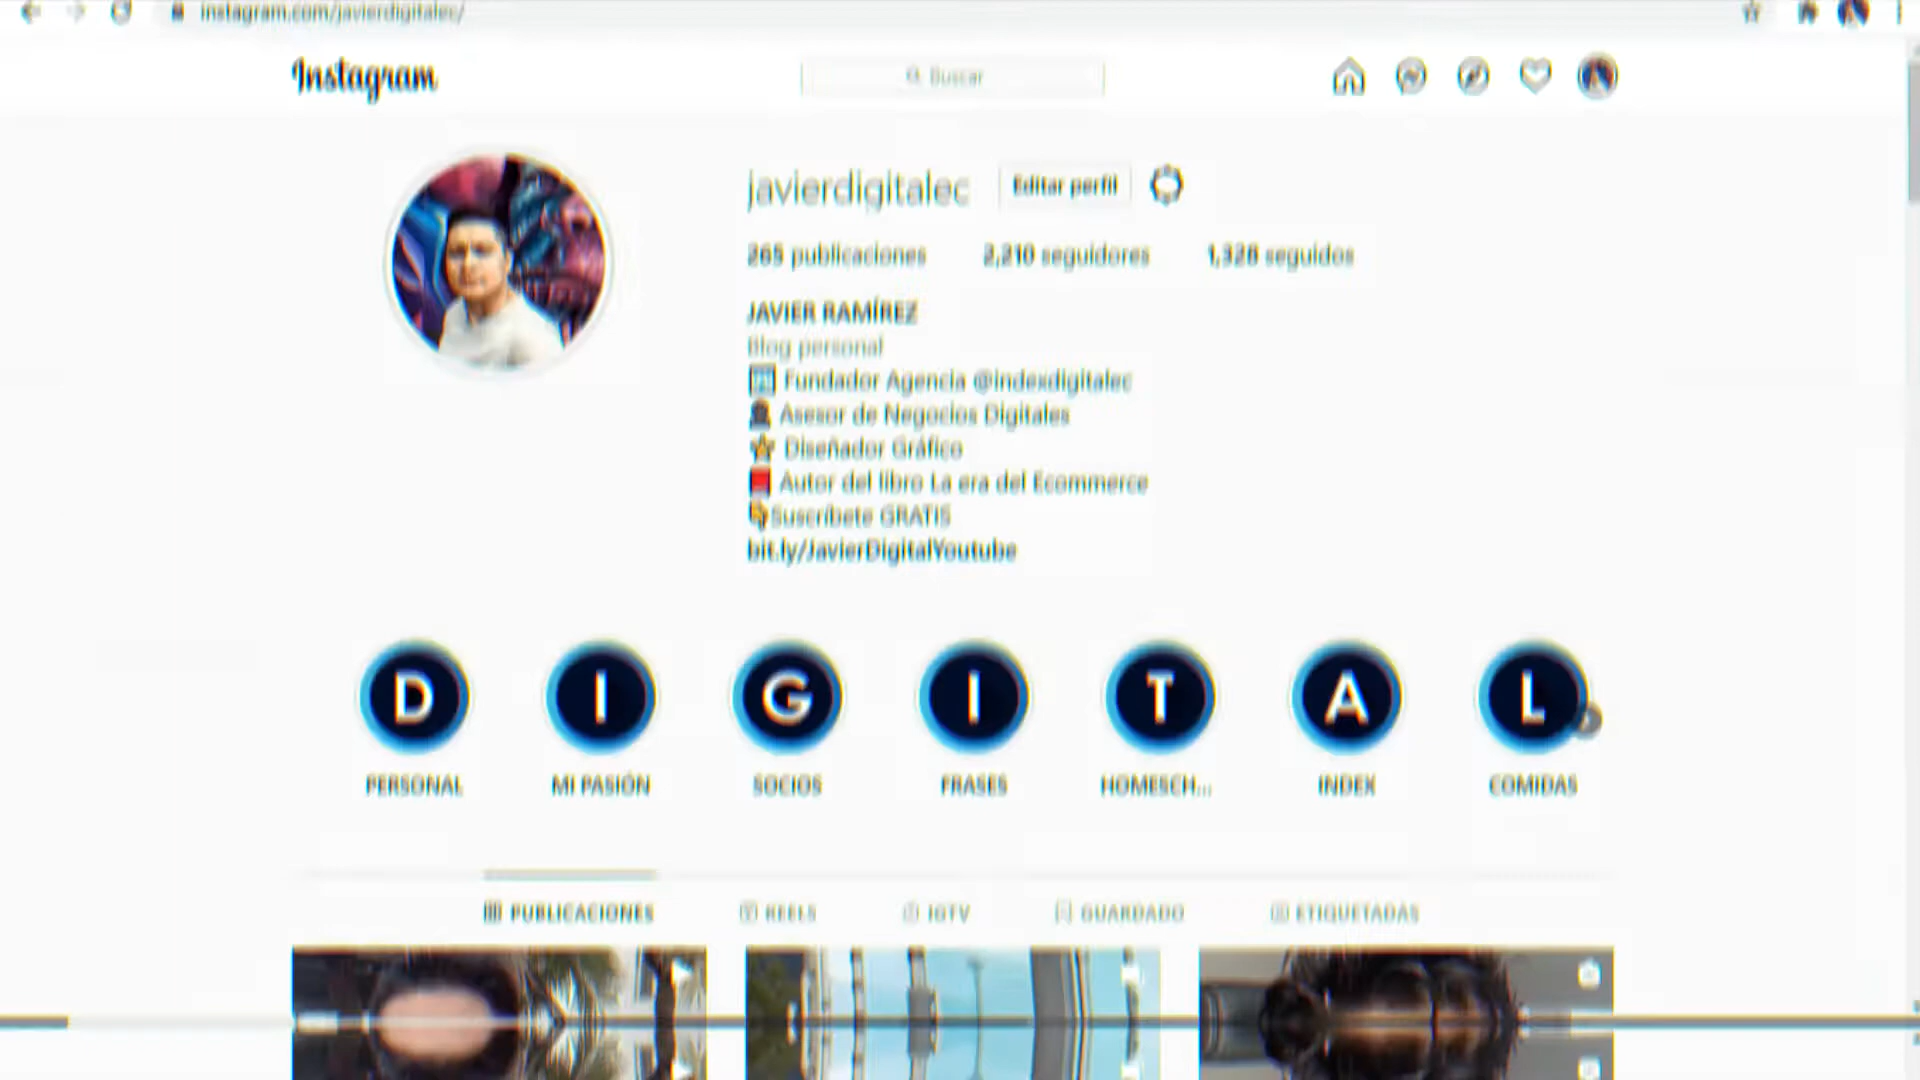 instagram.com/javierdigitalec/
Instagram
Buscar
javierdigitalec
Editar perfil
265 publicaciones
2,210 seguidores
1,328 seguidos
JAVIER RAMÍREZ
Blog personal
Fundador Agencia @indexdigitalec
Asesor de Negocios Digitales
Diseñador Gráfico
Autor del libro La era del Ecommerce
Suscríbete GRATIS
bit.ly/JavierDigitalYoutube
D I G I T A L
PERSONAL
MI PASIÓN
SOCIOS
FRASES
HOMESCH...
INDEX
COMIDAS
PUBLICACIONES
REELS
IGTV
GUARDADO
ETIQUETADAS